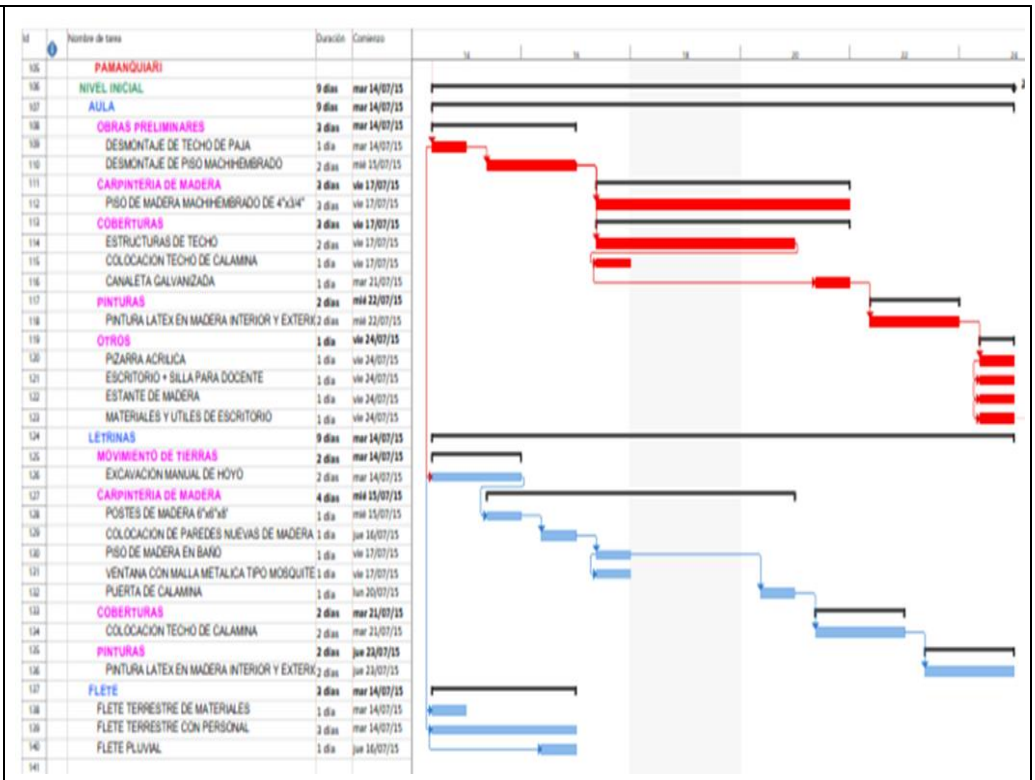 Id Nombre de tarea Duración Comienzo
14 16 18 20 22 24
105 PAMANQUIARI
106 NIVEL INICIAL 9 días mar 14/07/15
107 AULA 9 días mar 14/07/15
108 OBRAS PRELIMINARES 3 días mar 14/07/15
109 DESMONTAJE DE TECHO DE PAJA 1 día mar 14/07/15
110 DESMONTAJE DE PISO MACHIHEMBRADO 2 días mié 15/07/15
111 CARPINTERIA DE MADERA 3 días vie 17/07/15
112 PISO DE MADERA MACHIHEMBRADO DE 4"x3/4" 3 días vie 17/07/15
113 COBERTURAS 3 días vie 17/07/15
114 ESTRUCTURAS DE TECHO 2 días vie 17/07/15
115 COLOCACIÓN TECHO DE CALAMINA 1 día vie 17/07/15
116 CANALETA GALVANIZADA 1 día mar 21/07/15
117 PINTURAS 2 días mié 22/07/15
118 PINTURA LATEX EN MADERA INTERIOR Y EXTERIO 2 días mié 22/07/15
119 OTROS 1 día vie 24/07/15
120 PIZARRA ACRILICA 1 día vie 24/07/15
121 ESCRITORIO + SILLA PARA DOCENTE 1 día vie 24/07/15
122 ESTANTE DE MADERA 1 día vie 24/07/15
123 MATERIALES Y UTILES DE ESCRITORIO 1 día vie 24/07/15
124 LETRINAS 9 días mar 14/07/15
125 MOVIMIENTO DE TIERRAS 2 días mar 14/07/15
126 EXCAVACIÓN MANUAL DE HOYO 2 días mar 14/07/15
127 CARPINTERIA DE MADERA 4 días mié 15/07/15
128 POSTES DE MADERA 6"x6"x8' 1 día mié 15/07/15
129 COLOCACION DE PAREDES NUEVAS DE MADERA 1 día jue 16/07/15
130 PISO DE MADERA EN BAÑO 1 día vie 17/07/15
131 VENTANA CON MALLA METALICA TIPO MOSQUITE 1 día vie 17/07/15
132 PUERTA DE CALAMINA 1 día lun 20/07/15
133 COBERTURAS 2 días mar 21/07/15
134 COLOCACION TECHO DE CALAMINA 2 días mar 21/07/15
135 PINTURAS 2 días jue 23/07/15
136 PINTURA LATEX EN MADERA INTERIOR Y EXTERIO 2 días jue 23/07/15
137 FLETE 3 días mar 14/07/15
138 FLETE TERRESTRE DE MATERIALES 1 día mar 14/07/15
139 FLETE TERRESTRE CON PERSONAL 3 días mar 14/07/15
140 FLETE PLUVIAL 1 día jue 16/07/15
141